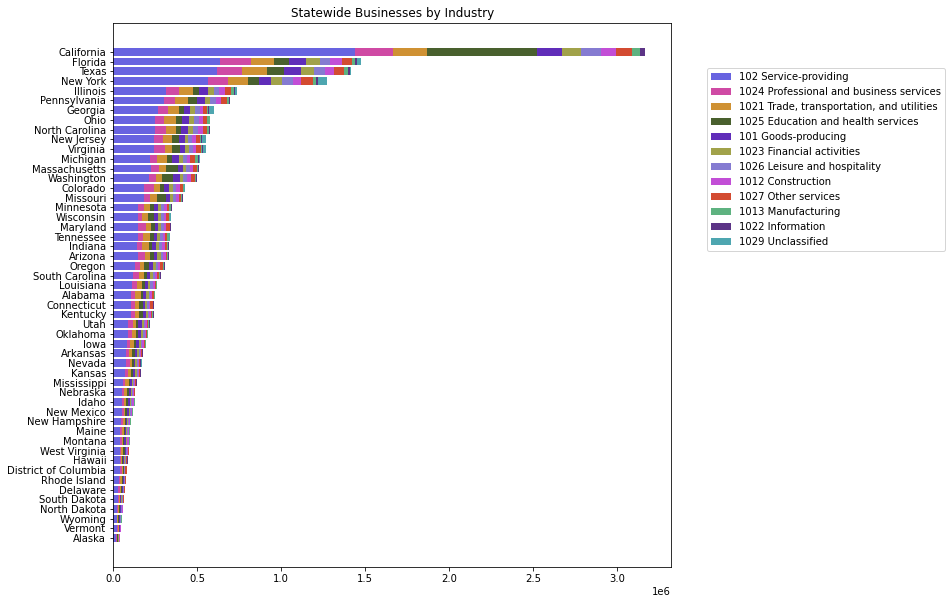 Statewide Businesses by Industry
California
Florida
Texas
New York
Illinois
Pennsylvania
Georgia
Ohio
North Carolina
New Jersey
Virginia
Michigan
Massachusetts
Washington
Colorado
Missouri
Minnesota
Wisconsin
Maryland
Tennessee
Indiana
Arizona
Oregon
South Carolina
Louisiana
Alabama
Connecticut
Kentucky
Utah
Oklahoma
Iowa
Arkansas
Nevada
Kansas
Mississippi
Nebraska
Idaho
New Mexico
New Hampshire
Maine
Montana
West Virginia
Hawaii
District of Columbia
Rhode Island
Delaware
South Dakota
North Dakota
Wyoming
Vermont
Alaska
0.0 0.5 1.0 1.5 2.0 2.5 3.0
1e6
102 Service-providing
1024 Professional and business services
1021 Trade, transportation, and utilities
1025 Education and health services
101 Goods-producing
1023 Financial activities
1026 Leisure and hospitality
1012 Construction
1027 Other services
1013 Manufacturing
1022 Information
1029 Unclassified